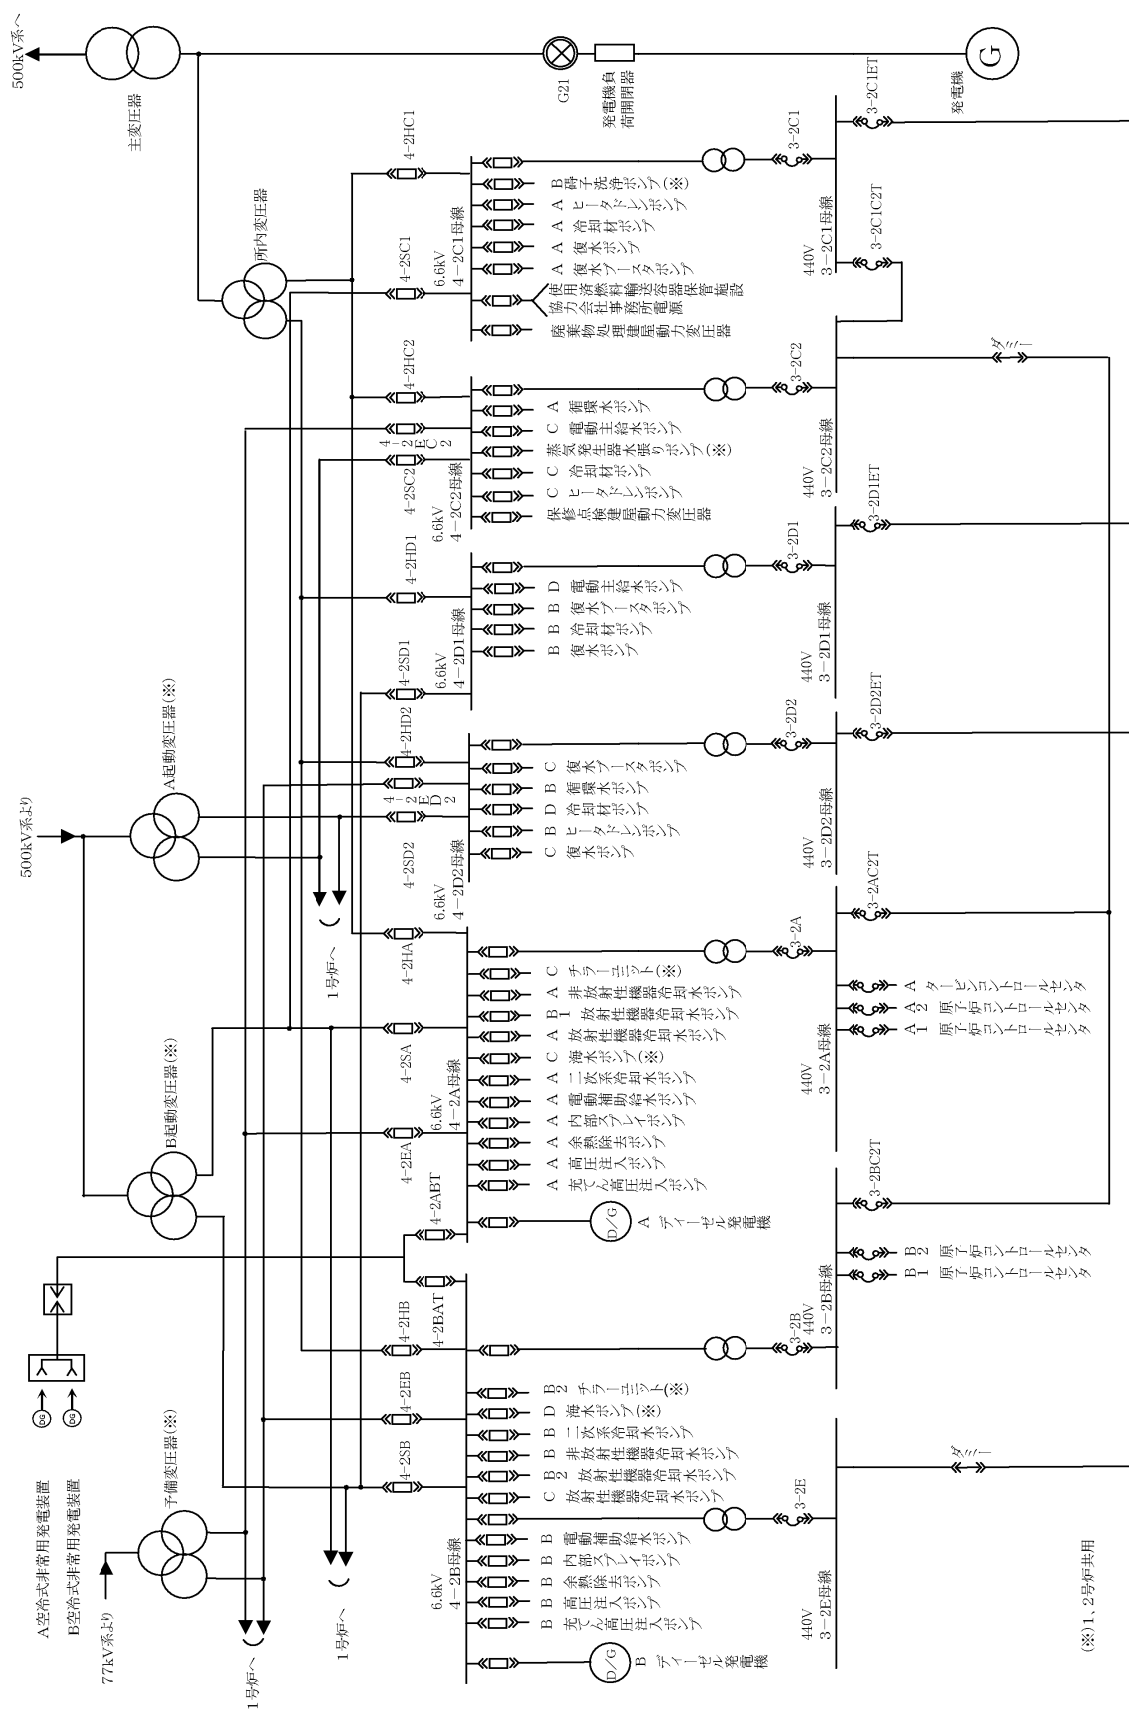 A空冷式非常用発電装置
B空冷式非常用発電装置
DG
DG
77kV系より
予備変圧器(※)
B起動変圧器(※)
500kV系より
A起動変圧器(※)
所内変圧器
主変圧器
500kV系へ
1号炉へ
1号炉へ
1号炉へ
4-2SB
4-2EB
4-2HB
4-2BAT
4-2ABT
4-2EA
4-2SA
4-2HA
4-2SD2
4-2ED2
4-2HD2
4-2SD1
4-2HD1
4-2SC2
4-2EC2
4-2HC2
4-2SC1
4-2HC1
6.6kV
4-2B母線
6.6kV
4-2A母線
6.6kV
4-2D2母線
6.6kV
4-2D1母線
6.6kV
4-2C2母線
6.6kV
4-2C1母線
D/G
B ディーゼル発電機
B 充てん高圧注入ポンプ
B 高圧注入ポンプ
B 余熱除去ポンプ
B 内部スプレイポンプ
B 電動補助給水ポンプ
C 放射性機器冷却水ポンプ
B2 放射性機器冷却水ポンプ
B 非放射性機器冷却水ポンプ
B 二次系冷却水ポンプ
D 海水ポンプ(※)
B2 チラーユニット(※)
D/G
A ディーゼル発電機
A 充てん高圧注入ポンプ
A 高圧注入ポンプ
A 余熱除去ポンプ
A 内部スプレイポンプ
A 電動補助給水ポンプ
A 二次系冷却水ポンプ
C 海水ポンプ(※)
A 放射性機器冷却水ポンプ
B1 放射性機器冷却水ポンプ
A 非放射性機器冷却水ポンプ
C チラーユニット(※)
C 復水ポンプ
B ヒータドレンポンプ
D 冷却材ポンプ
B 循環水ポンプ
C 復水ブースタポンプ
B 復水ポンプ
B 冷却材ポンプ
B 復水ブースタポンプ
D 電動主給水ポンプ
保修点検建屋動力変圧器
C ヒータドレンポンプ
C 冷却材ポンプ
蒸気発生器水張りポンプ(※)
C 電動主給水ポンプ
A 循環水ポンプ
廃棄物処理建屋動力変圧器
協力会社事務所電源
使用済燃料輸送容器保管施設
A 復水ブースタポンプ
A 復水ポンプ
A 冷却材ポンプ
A ヒータドレンポンプ
B 碍子洗浄ポンプ(※)
G21
発電機負
荷開閉器
発電機
G
3-2E
3-2B
3-2A
3-2D2
3-2D1
3-2C2
3-2C1
440V
3-2E母線
440V
3-2B母線
440V
3-2A母線
440V
3-2D2母線
440V
3-2D1母線
440V
3-2C2母線
440V
3-2C1母線
B1 原子炉コントロールセンタ
B2 原子炉コントロールセンタ
3-2BC2T
A1 原子炉コントロールセンタ
A2 原子炉コントロールセンタ
A タービンコントロールセンタ
3-2AC2T
3-2D2ET
3-2D1ET
3-2C1C2T
3-2C1ET
ダミー
ダミー
(※)1、2号炉共用